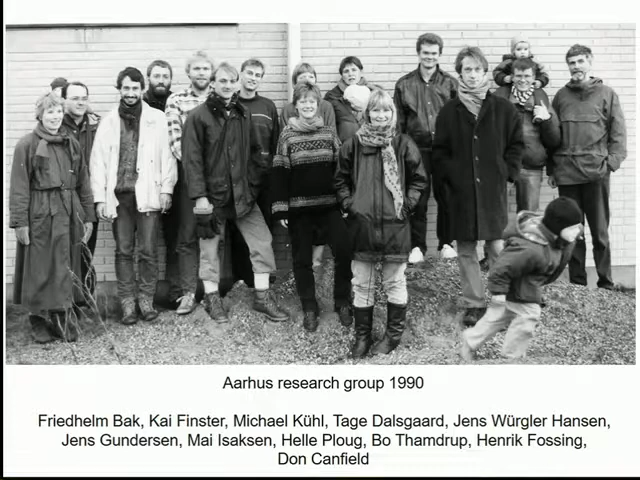 Aarhus research group 1990
Friedhelm Bak, Kai Finster, Michael Kühl, Tage Dalsgaard, Jens Würgler Hansen,
Jens Gundersen, Mai Isaksen, Helle Ploug, Bo Thamdrup, Henrik Fossing,
Don Canfield